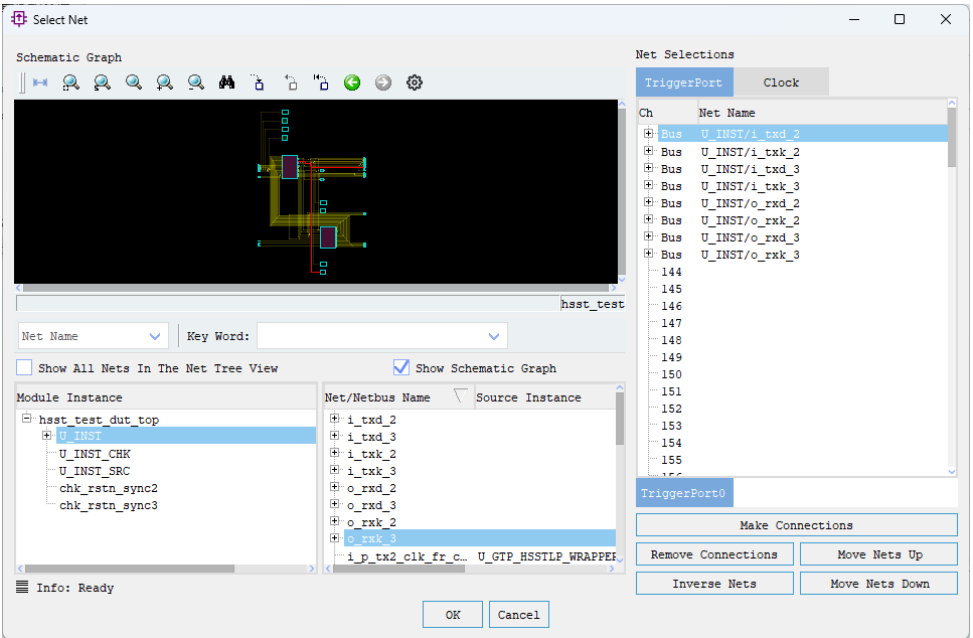 Select Net
Schematic Graph
hsst_test
Net Name
Key Word:
Show All Nets In The Net Tree View
Show Schematic Graph
Module Instance
hsst_test_dut_top
U_INST
U_INST_CHK
U_INST_SRC
chk_rstn_sync2
chk_rstn_sync3
Net/Netbus Name Source Instance
i_txd_2
i_txd_3
i_txk_2
i_txk_3
o_rxd_2
o_rxd_3
o_rxk_2
o_rxk_3
i_p_tx2_clk_fr_c… U_GTP_HSSTLP_WRAPPER
Info: Ready
Net Selections
TriggerPort Clock
Ch Net Name
Bus U_INST/i_txd_2
Bus U_INST/i_txk_2
Bus U_INST/i_txd_3
Bus U_INST/i_txk_3
Bus U_INST/o_rxd_2
Bus U_INST/o_rxk_2
Bus U_INST/o_rxd_3
Bus U_INST/o_rxk_3
144
145
146
147
148
149
150
151
152
153
154
155
TriggerPort0
Make Connections
Remove Connections Move Nets Up
Inverse Nets Move Nets Down
OK Cancel